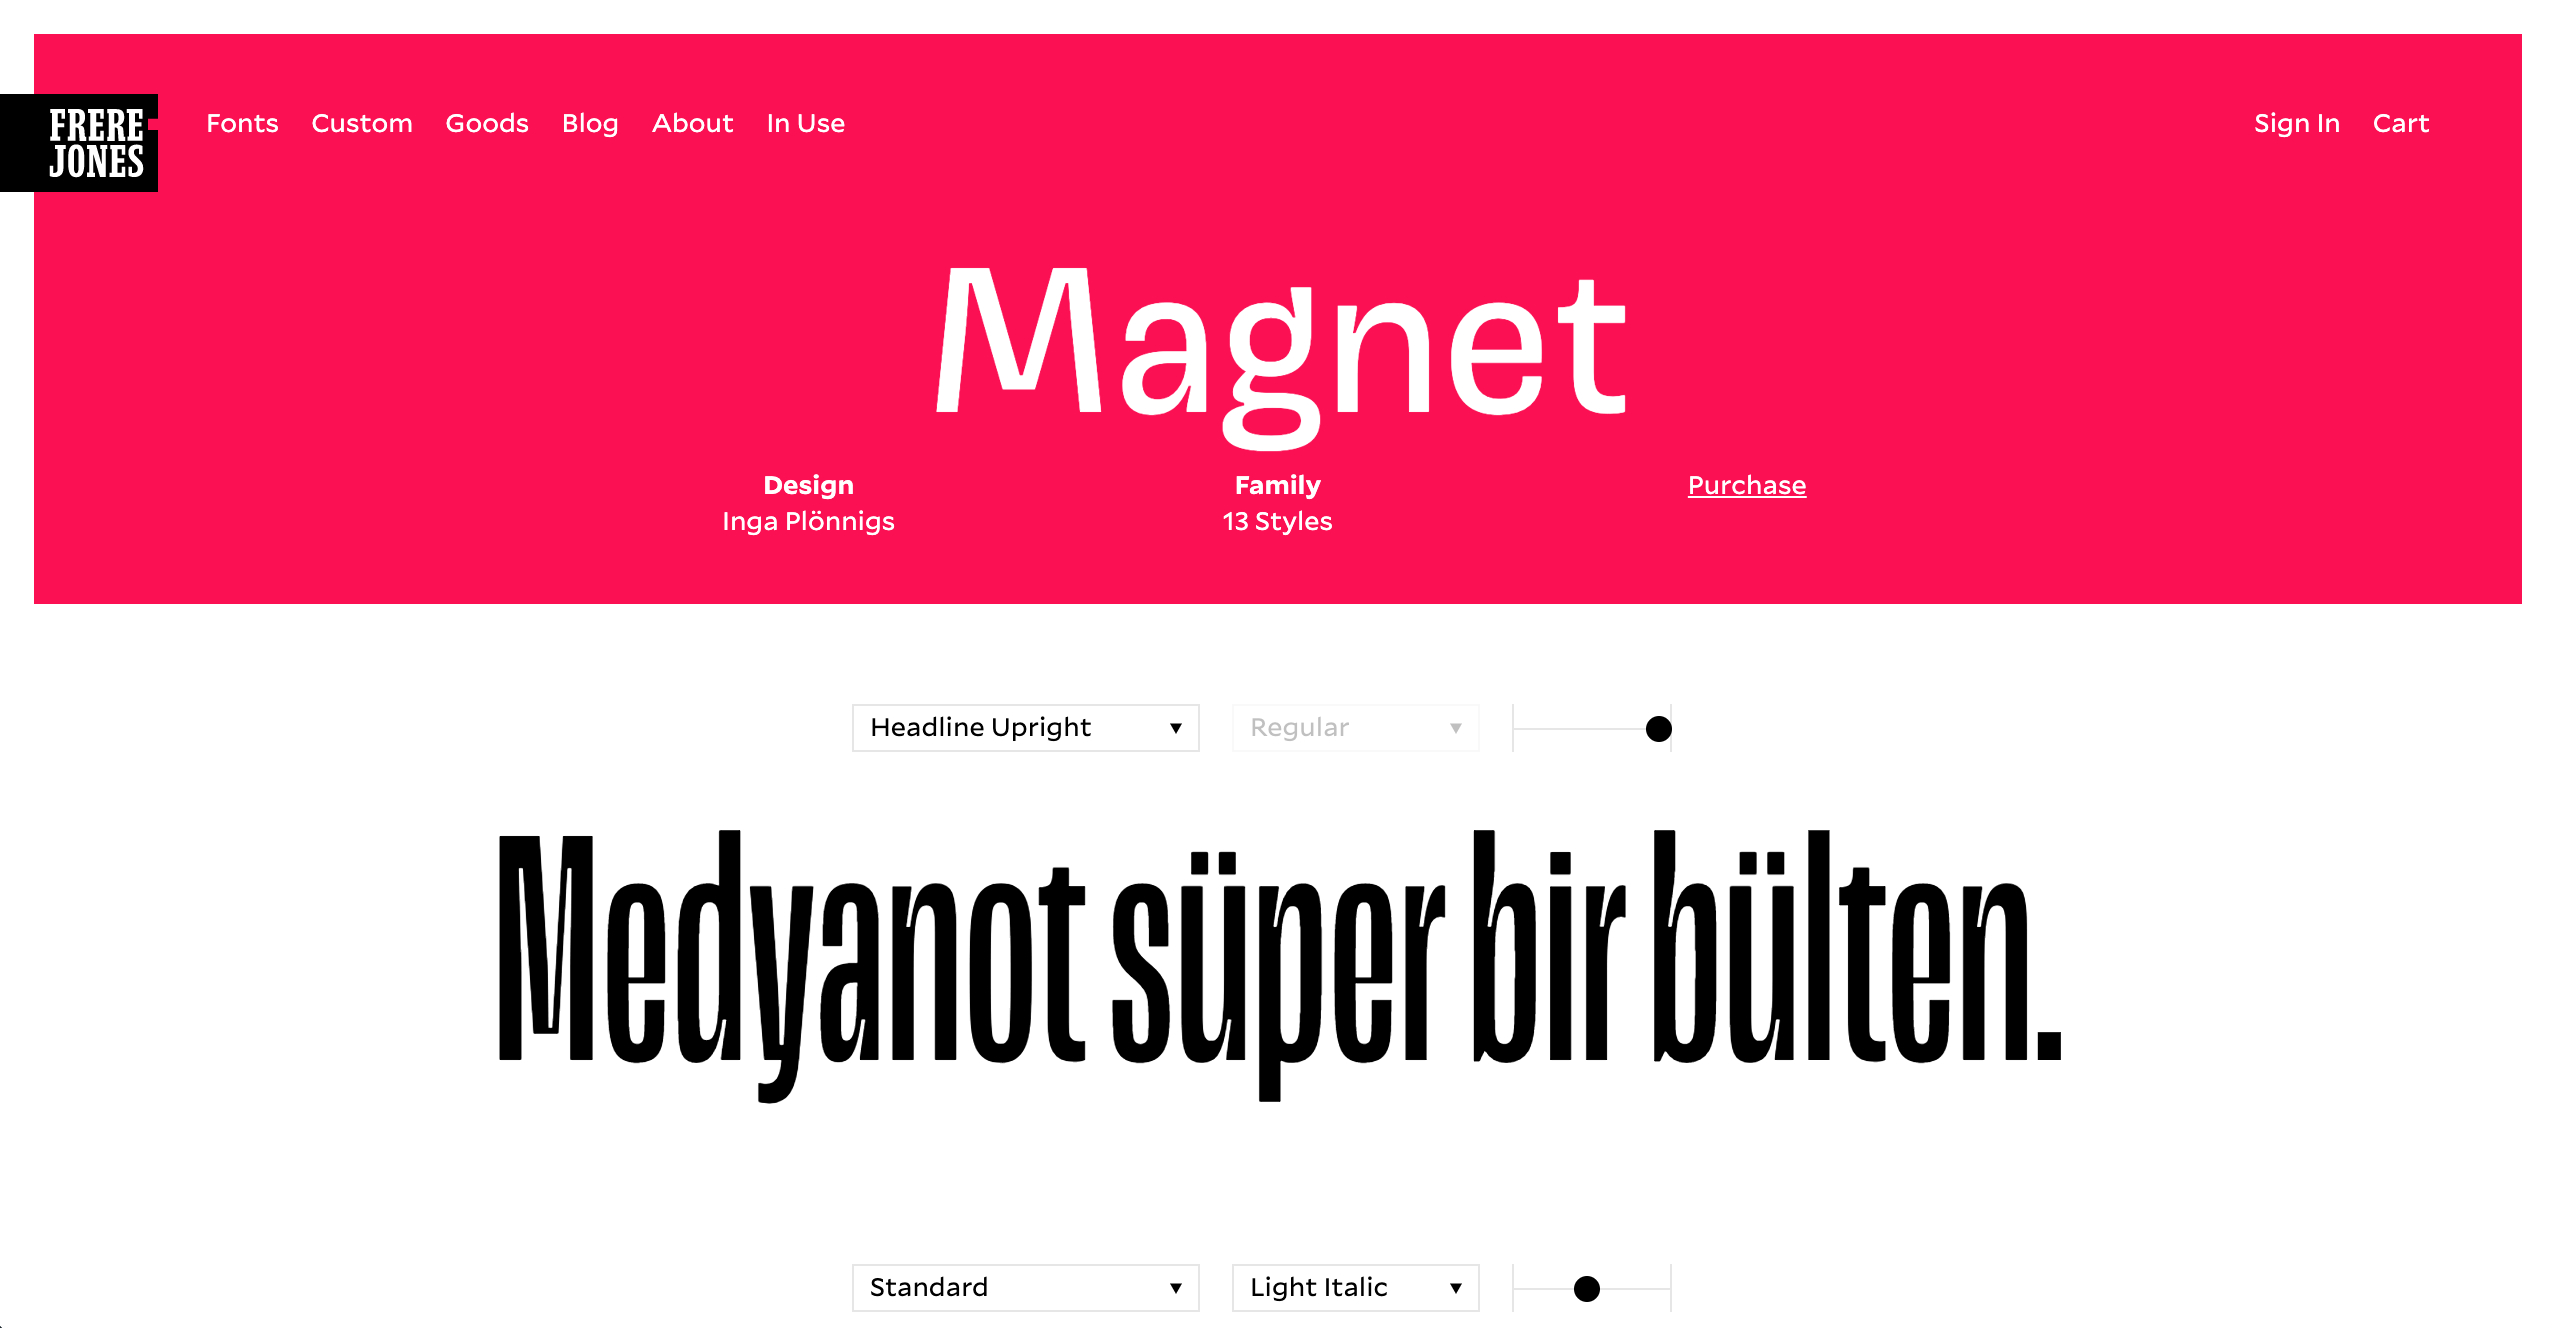 FRERE
JONES
Fonts Custom Goods Blog About In Use
Sign In Cart
Magnet
Design
Inga Plönnigs
Family
13 Styles
Purchase
Headline Upright
Regular
Medyanot süper bir bülten.
Standard
Light Italic